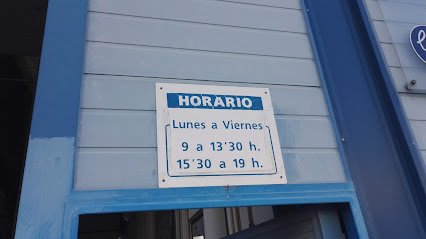 HORARIO
Lunes a Viernes
9 a 13'30 h.
15'30 a 19 h.